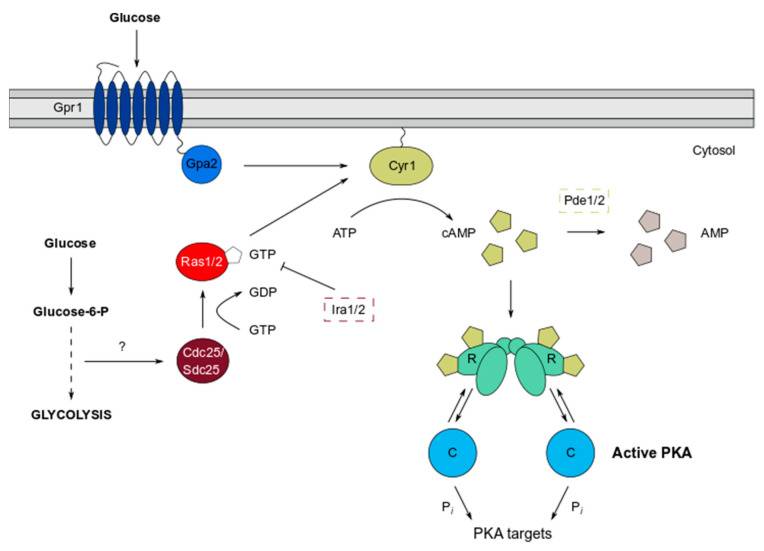 Glucose
Gpr1
Gpa2
Cyr1
Cytosol
Pde1/2
ATP
cAMP
AMP
Glucose
Ras1/2
GTP
GDP
GTP
Ira1/2
Glucose-6-P
?
Cdc25/
Sdc25
GLYCOLYSIS
R
R
C
C
Active PKA
Pi
Pi
PKA targets